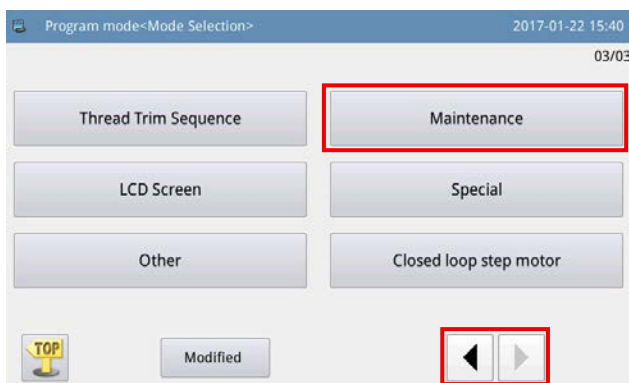 Program mode<Mode Selection> 2017-01-22 15:40
03/03
Thread Trim Sequence Maintenance
LCD Screen Special
Other Closed loop step motor
TOP Modified